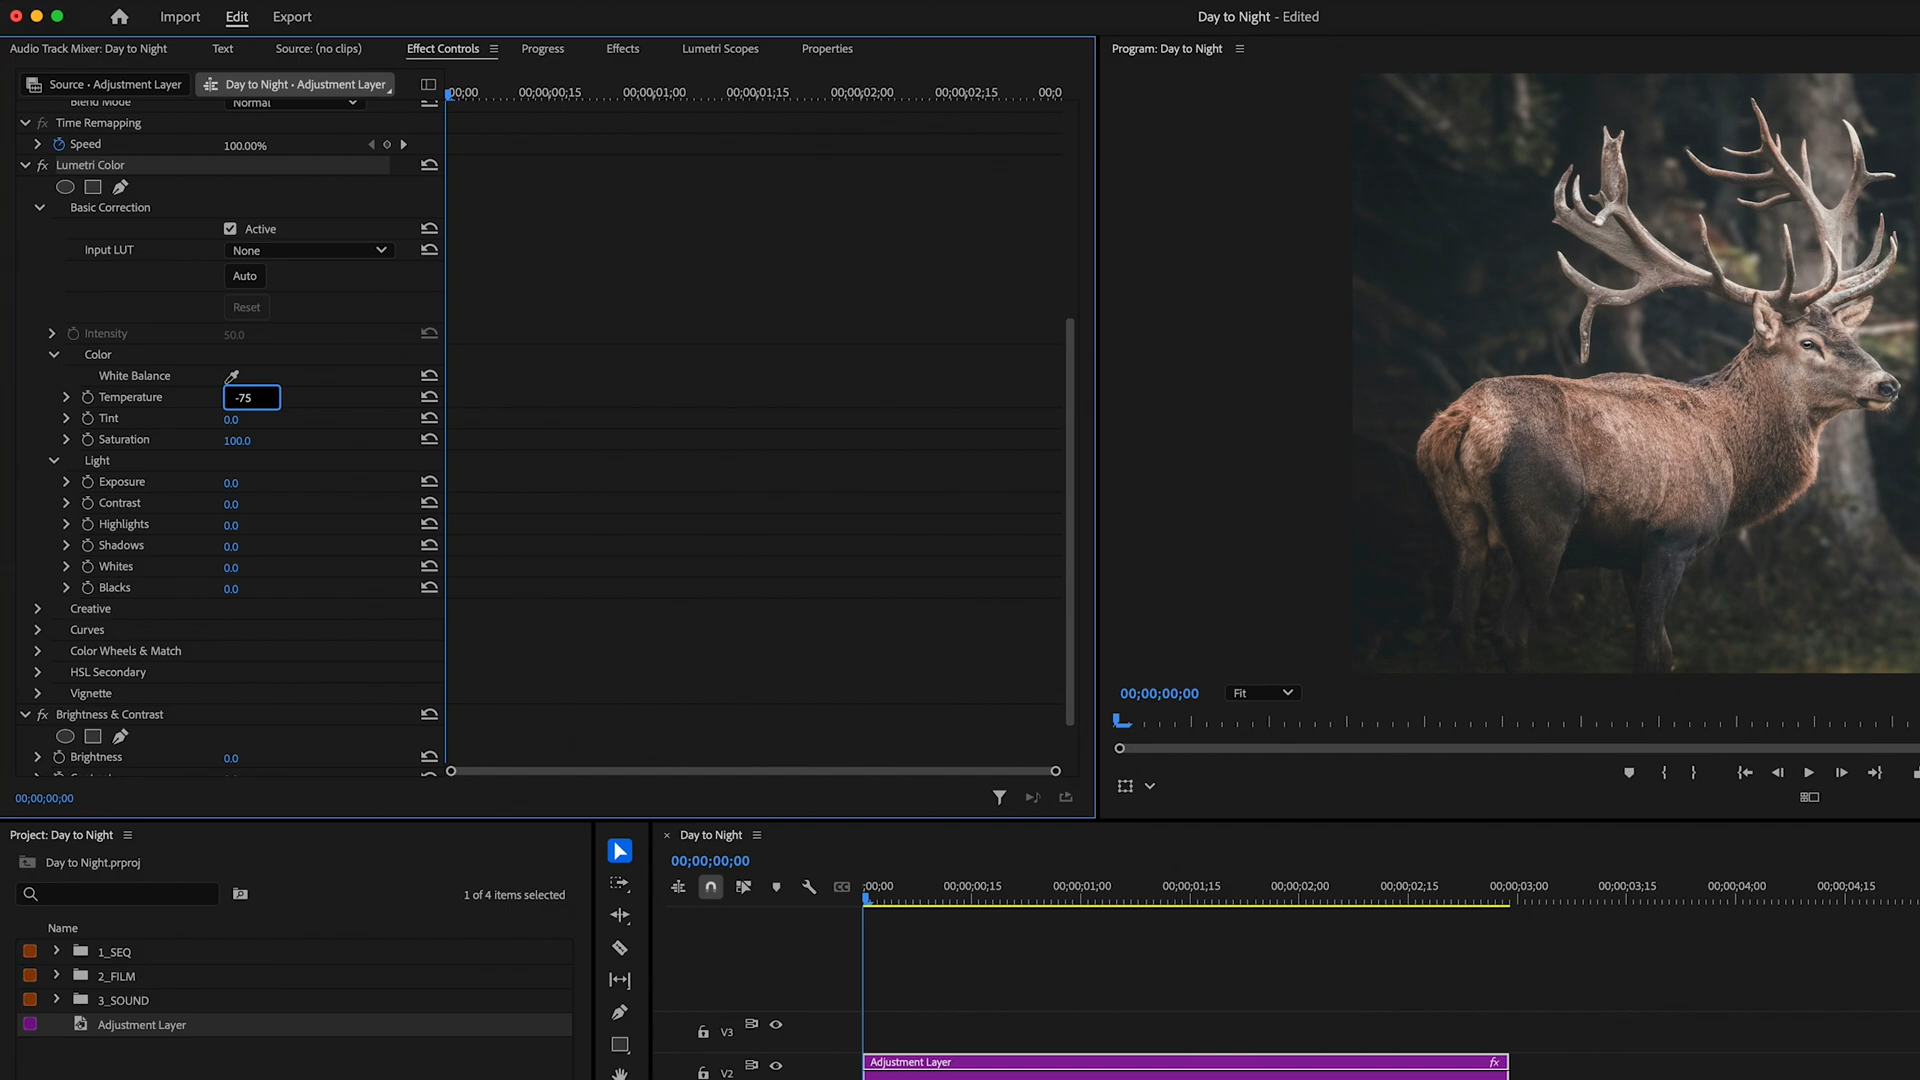 Import Edit Export
Day to Night - Edited
Audio Track Mixer: Day to Night Text Source: (no clips) Effect Controls Progress Effects Lumetri Scopes Properties
Program: Day to Night
Source • Adjustment Layer Day to Night • Adjustment Layer
00;00 00;00;00;15 00;00;01;00 00;00;01;15 00;00;02;00 00;00;02;15 00;0
Blend Mode Normal
fx Time Remapping
Speed 100.00%
fx Lumetri Color
Basic Correction
Active
Input LUT None
Auto
Reset
Intensity 50.0
Color
White Balance
Temperature -75
Tint 0.0
Saturation 100.0
Light
Exposure 0.0
Contrast 0.0
Highlights 0.0
Shadows 0.0
Whites 0.0
Blacks 0.0
Creative
Curves
Color Wheels & Match
HSL Secondary
Vignette
fx Brightness & Contrast
Brightness 0.0
00;00;00;00
00;00;00;00 Fit
Project: Day to Night
Day to Night.prproj
1 of 4 items selected
Name
1_SEQ
2_FILM
3_SOUND
Adjustment Layer
× Day to Night
00;00;00;00
CC
;00;00 00;00;00;15 00;00;01;00 00;00;01;15 00;00;02;00 00;00;02;15 00;00;03;00 00;00;03;15 00;00;04;00 00;00;04;15
V3
V2
Adjustment Layer fx